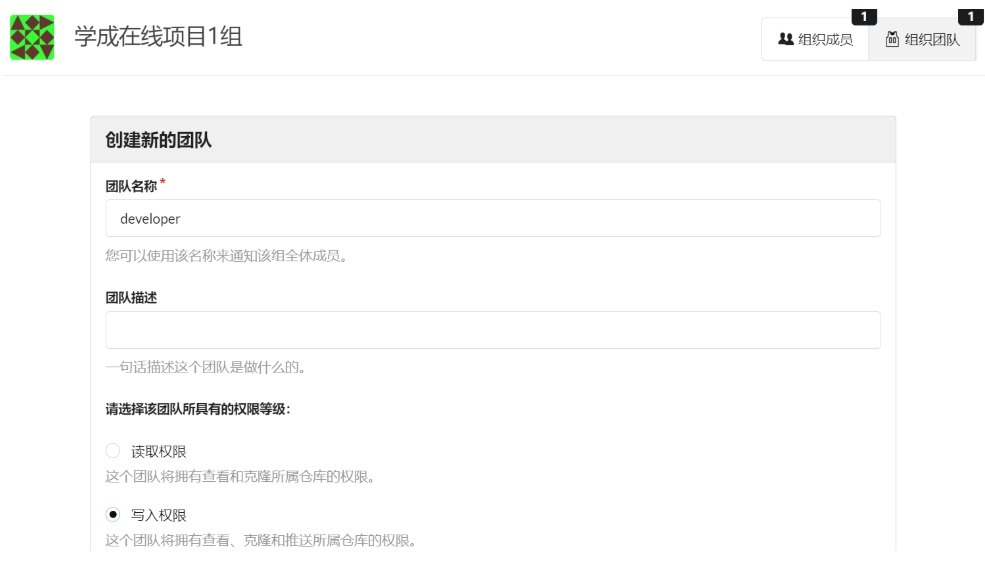 学成在线项目1组
1
组织成员
1
组织团队
创建新的团队
团队名称*
developer
您可以使用该名称来通知该组全体成员。
团队描述
一句话描述这个团队是做什么的。
请选择该团队所具有的权限等级：
读取权限
这个团队将拥有查看和克隆所属仓库的权限。
写入权限
这个团队将拥有查看、克隆和推送所属仓库的权限。